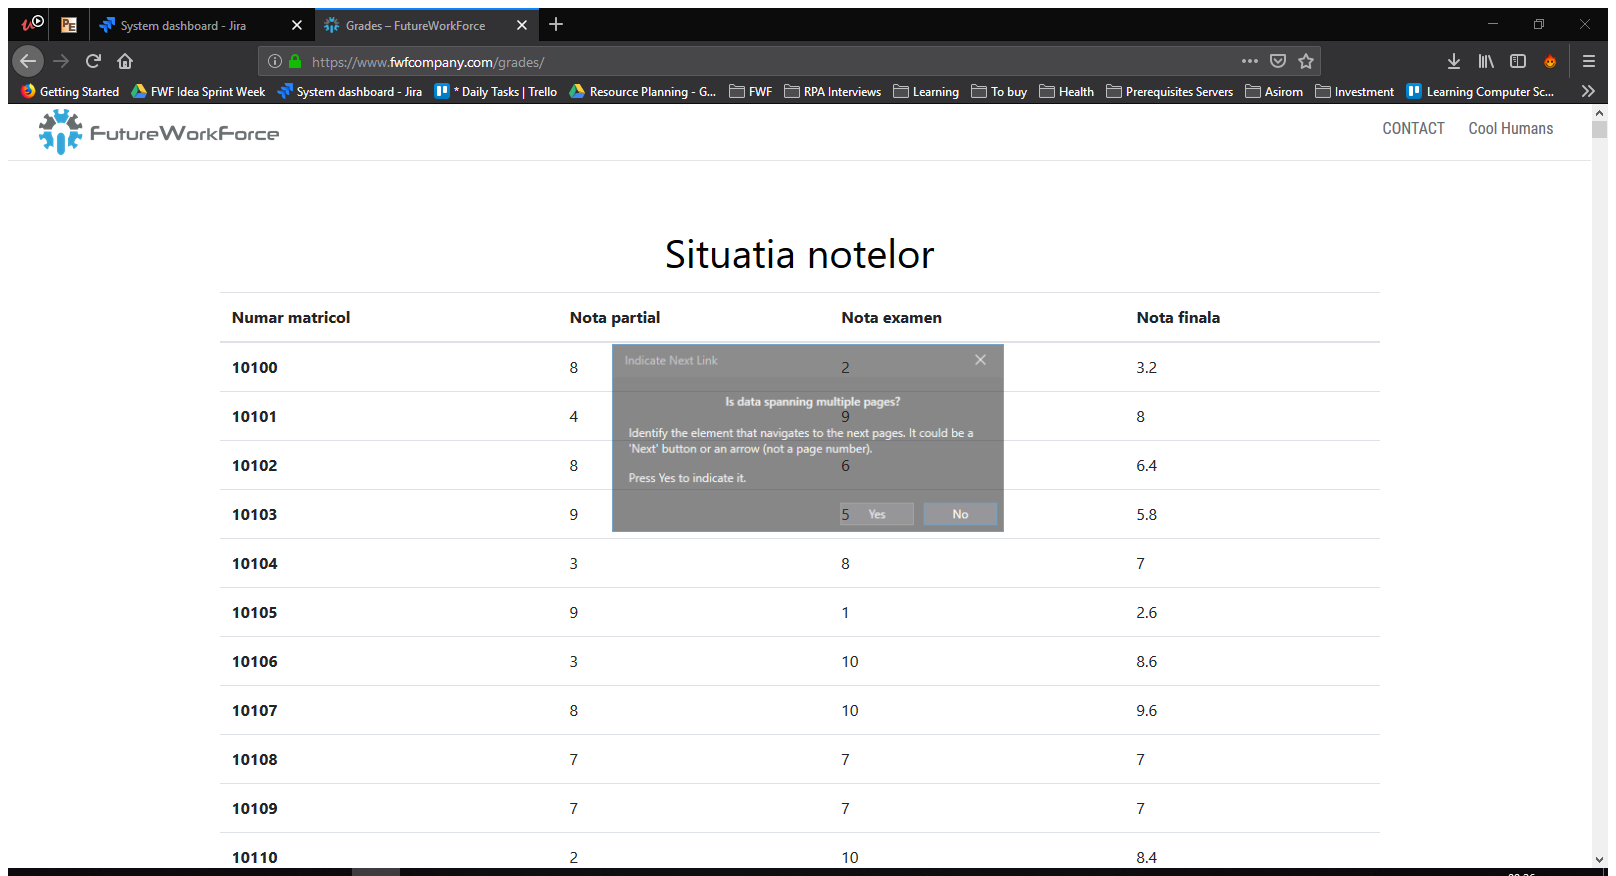 System dashboard - Jira
Grades – FutureWorkForce
https://www.fwfcompany.com/grades/
Getting Started
FWF Idea Sprint Week
System dashboard - Jira
* Daily Tasks | Trello
Resource Planning - G...
FWF
RPA Interviews
Learning
To buy
Health
Prerequisites Servers
Asirom
Investment
Learning Computer Sc...
FutureWorkForce
CONTACT
Cool Humans
Situatia notelor
Numar matricol Nota partial Nota examen Nota finala
10100 8 2 3.2
10101 4 9 8
10102 8 6 6.4
10103 9 5 5.8
10104 3 8 7
10105 9 1 2.6
10106 3 10 8.6
10107 8 10 9.6
10108 7 7 7
10109 7 7 7
10110 2 10 8.4
Indicate Next Link
Is data spanning multiple pages?
Identify the element that navigates to the next pages. It could be a
'Next' button or an arrow (not a page number).
Press Yes to indicate it.
Yes
No